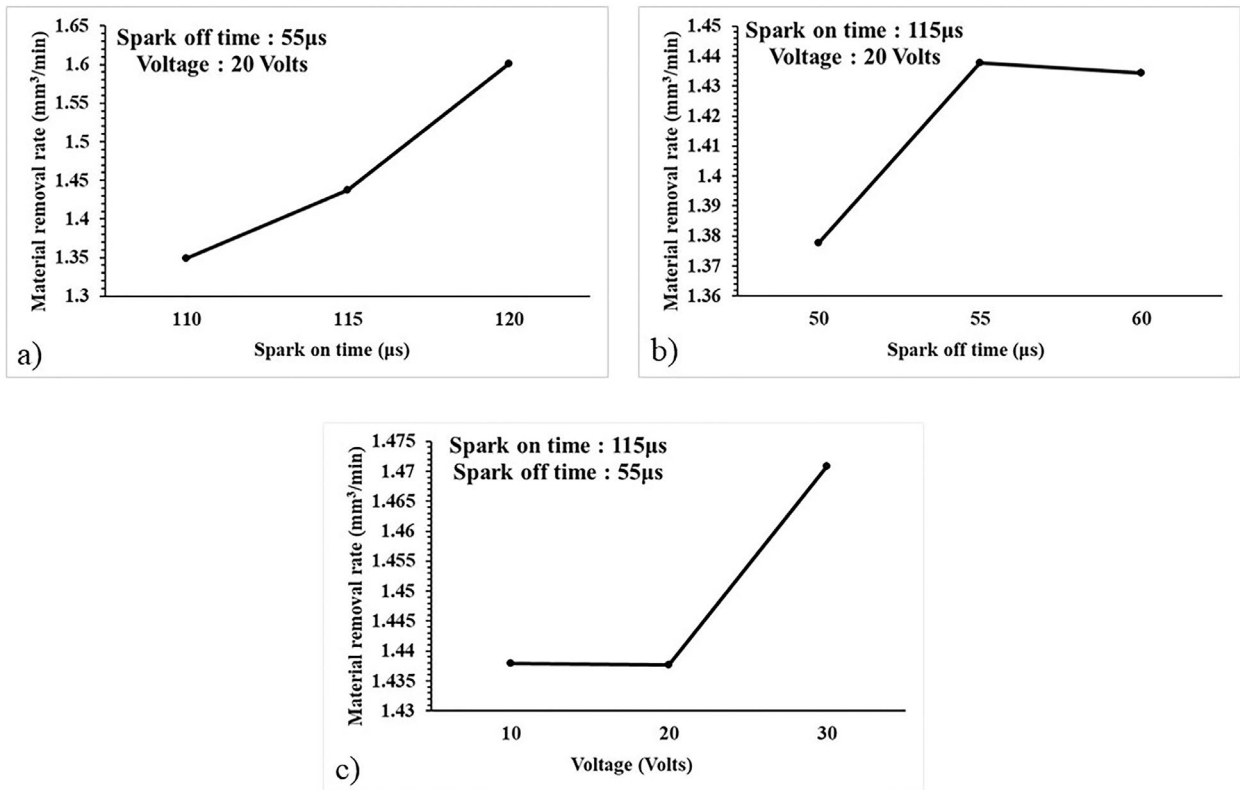 Spark off time : 55µs
Voltage : 20 Volts
Material removal rate (mm³/min)
1.65
1.6
1.55
1.5
1.45
1.4
1.35
1.3
110 115 120
Spark on time (µs)
a)
Spark on time : 115µs
Voltage : 20 Volts
Material removal rate (mm³/min)
1.45
1.44
1.43
1.42
1.41
1.4
1.39
1.38
1.37
1.36
50 55 60
Spark off time (µs)
b)
Spark on time : 115µs
Spark off time : 55µs
Material removal rate (mm³/min)
1.475
1.47
1.465
1.46
1.455
1.45
1.445
1.44
1.435
1.43
10 20 30
Voltage (Volts)
c)